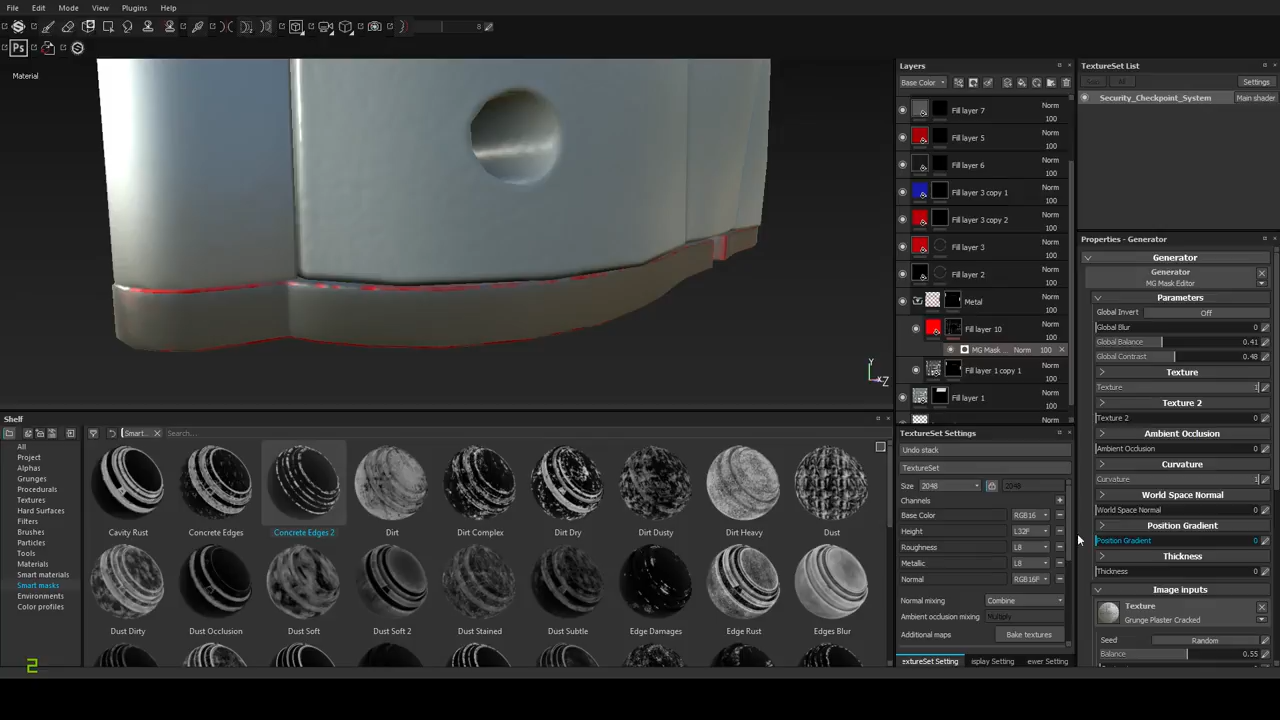 File Edit Mode View Plugins Help
8
Ps
Material
Layers
Base Color
Fill layer 7 Norm 100
Fill layer 5 Norm 100
Fill layer 6 Norm 100
Fill layer 3 copy 1 Norm 100
Fill layer 3 copy 2 Norm 100
Fill layer 3 Norm 100
Fill layer 2 Norm 100
Metal Norm 100
Fill layer 10 Norm 100
MG Mask ... Norm 100
Fill layer 1 copy 1 Norm 100
Fill layer 1 Norm 100
TextureSet List
Settings
Security_Checkpoint_System Main shader
Properties - Generator
Generator
Generator
MG Mask Editor
Parameters
Global Invert Off
Global Blur 0
Global Balance 0.41
Global Contrast 0.48
Texture
Texture 1
Texture 2
Texture 2 0
Ambient Occlusion
Ambient Occlusion 0
Curvature
Curvature 1
World Space Normal
World Space Normal 0
Position Gradient
Position Gradient 0
Thickness
Thickness 0
Image inputs
Texture
Grunge Plaster Cracked
Seed Random
Balance 0.55
Y
Z
TextureSet Settings
Undo stack
TextureSet
Size 2048 2048
Channels
Base Color RGB16
Height L32F
Roughness L8
Metallic L8
Normal RGB16F
Normal mixing Combine
Ambient occlusion mixing Multiply
Additional maps Bake textures
extureSet Setting isplay Setting ewer Setting
Shelf
Smart... Search...
All
Project
Alphas
Grunges
Procedurals
Textures
Hard Surfaces
Filters
Brushes
Particles
Tools
Materials
Smart materials
Smart masks
Environments
Color profiles
Cavity Rust Concrete Edges Concrete Edges 2 Dirt Dirt Complex Dirt Dry Dirt Dusty Dirt Heavy Dust
Dust Dirty Dust Occlusion Dust Soft Dust Soft 2 Dust Stained Dust Subtle Edge Damages Edge Rust Edges Blur
2